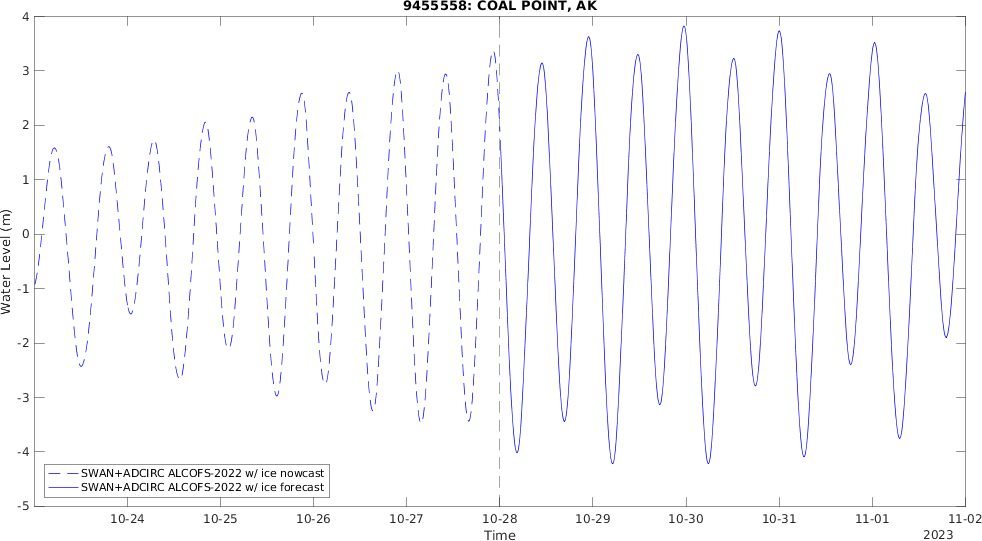 9455558: COAL POINT, AK
4
3
2
1
0
-1
-2
-3
-4
-5
Water Level (m)
SWAN+ADCIRC ALCOFS-2022 w/ ice nowcast
SWAN+ADCIRC ALCOFS-2022 w/ ice forecast
10-24 10-25 10-26 10-27 10-28 10-29 10-30 10-31 11-01 11-02
Time
2023